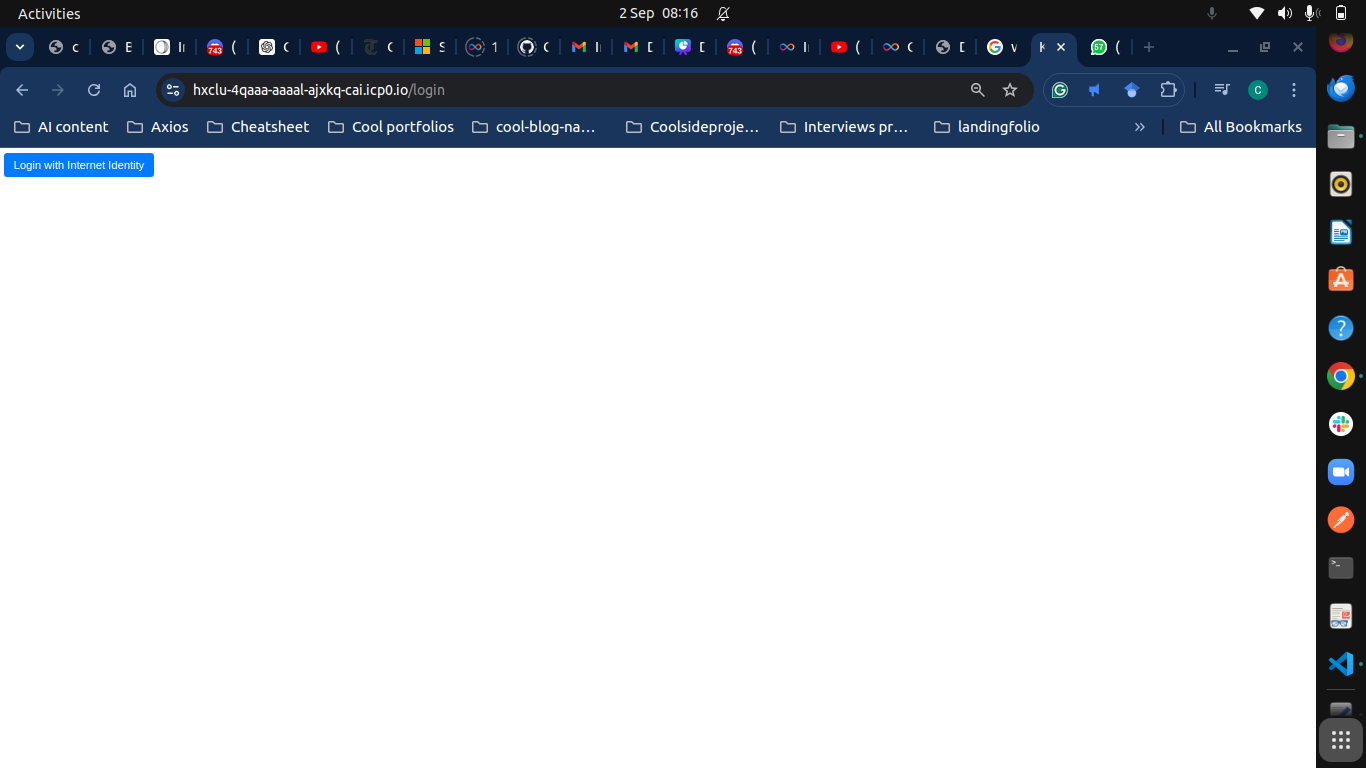 Activities
2 Sep 08:16
c
E
I
743 (
C
(
C
S
1
C
I
D
D
743 (
I
(
C
D
v
57 (
hxclu-4qaaa-aaaal-ajxkq-cai.icp0.io/login
C
AI content
Axios
Cheatsheet
Cool portfolios
cool-blog-na...
Coolsideproje...
Interviews pr...
landingfolio
All Bookmarks
Login with Internet Identity